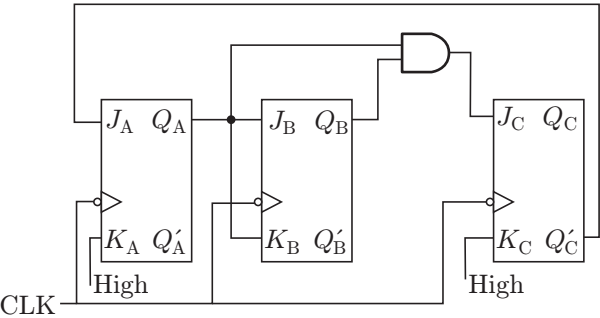 J_A Q_A J_B Q_B J_C Q_C
K_A Q'_A K_B Q'_B K_C Q'_C
High High
CLK